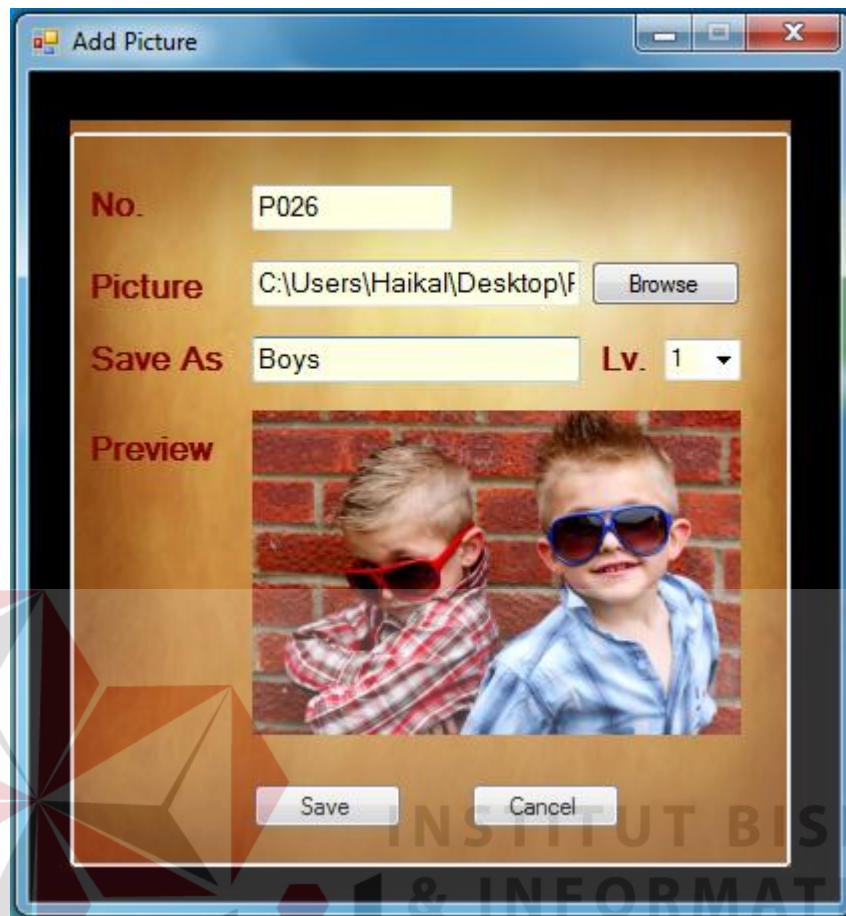 Add Picture
No. P026
Picture C:\Users\Haikal\Desktop\F Browse
Save As Boys Lv. 1
Preview
Save Cancel
INSTITUT BIS
& INFORMAT